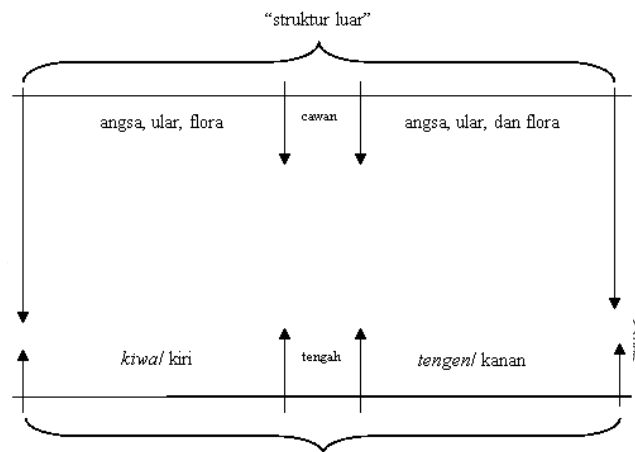 “struktur luar”
angsa, ular, flora
cawan
angsa, ular, dan flora
kiwa/ kiri
tengah
tengen/ kanan